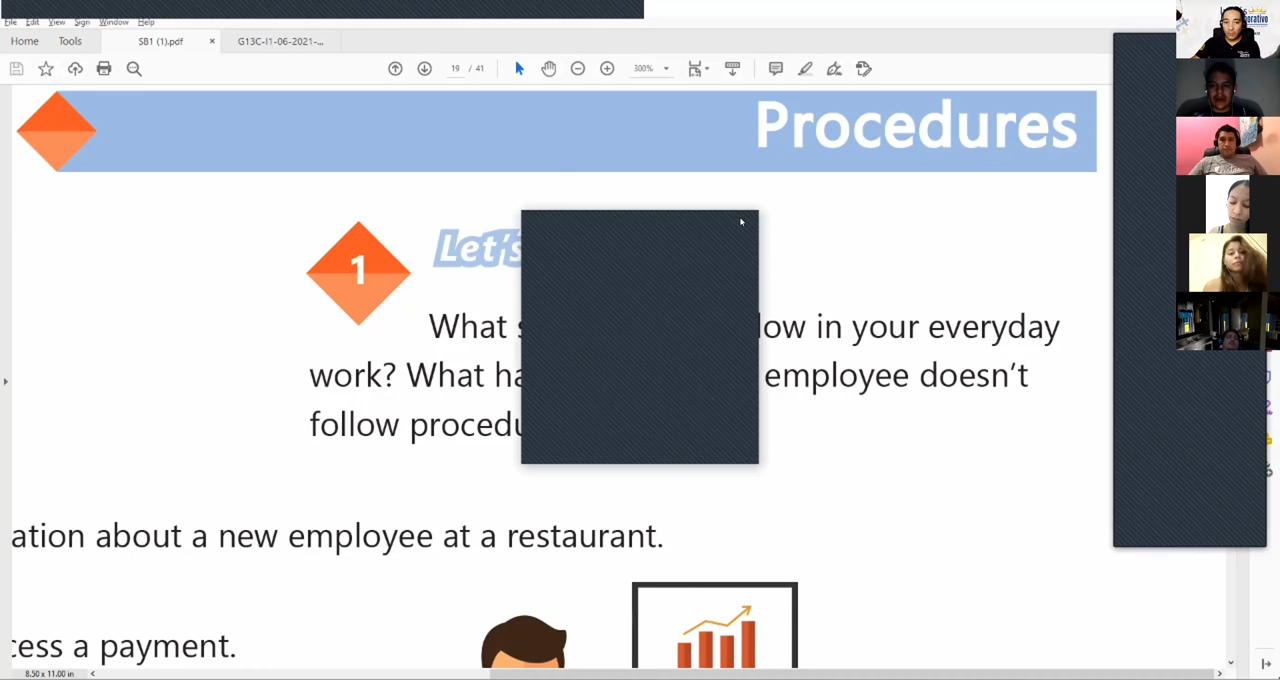 File Edit View Sign Window Help
Home Tools SB1 (1).pdf × G13C-I1-06-2021-...
19 / 41 300%
Procedures
1 Let's
What s low in your everyday
work? What ha employee doesn't
follow procedu
ation about a new employee at a restaurant.
cess a payment.
8.50 x 11.00 in